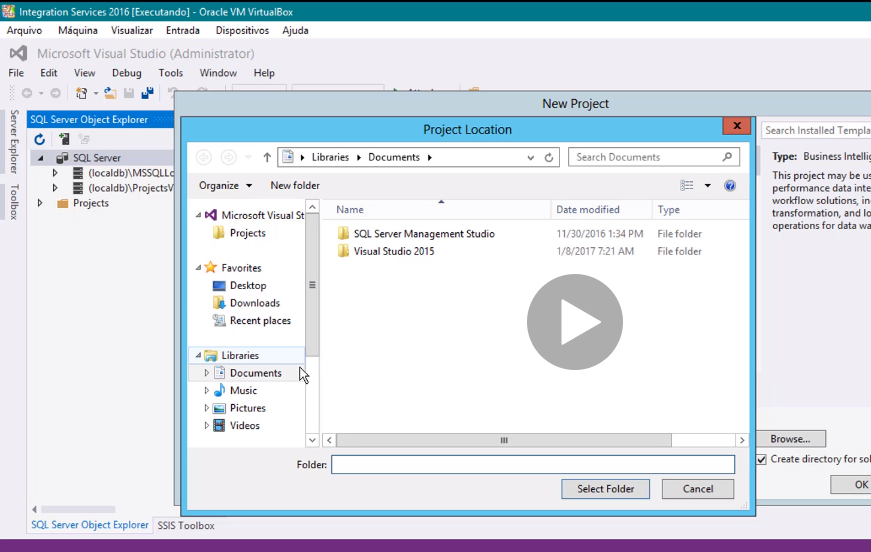 Integration Services 2016 [Executando] - Oracle VM VirtualBox
Arquivo Máquina Visualizar Entrada Dispositivos Ajuda
Microsoft Visual Studio (Administrator)
File Edit View Debug Tools Window Help
New Project
Server Explorer
Toolbox
SQL Server Object Explorer
SQL Server
(localdb)\MSSQLLo
(localdb)\ProjectsV
Projects
Project Location
Libraries Documents
Search Documents
Organize New folder
Microsoft Visual St
Projects
Favorites
Desktop
Downloads
Recent places
Libraries
Documents
Music
Pictures
Videos
Name Date modified Type
SQL Server Management Studio 11/30/2016 1:34 PM File folder
Visual Studio 2015 1/8/2017 7:21 AM File folder
Folder:
Select Folder Cancel
Search Installed Templa
Type: Business Intellig
This project may be us
performance data inte
workflow solutions, in
transformation, and lo
operations for data wa
Browse...
Create directory for sol
OK
SQL Server Object Explorer SSIS Toolbox